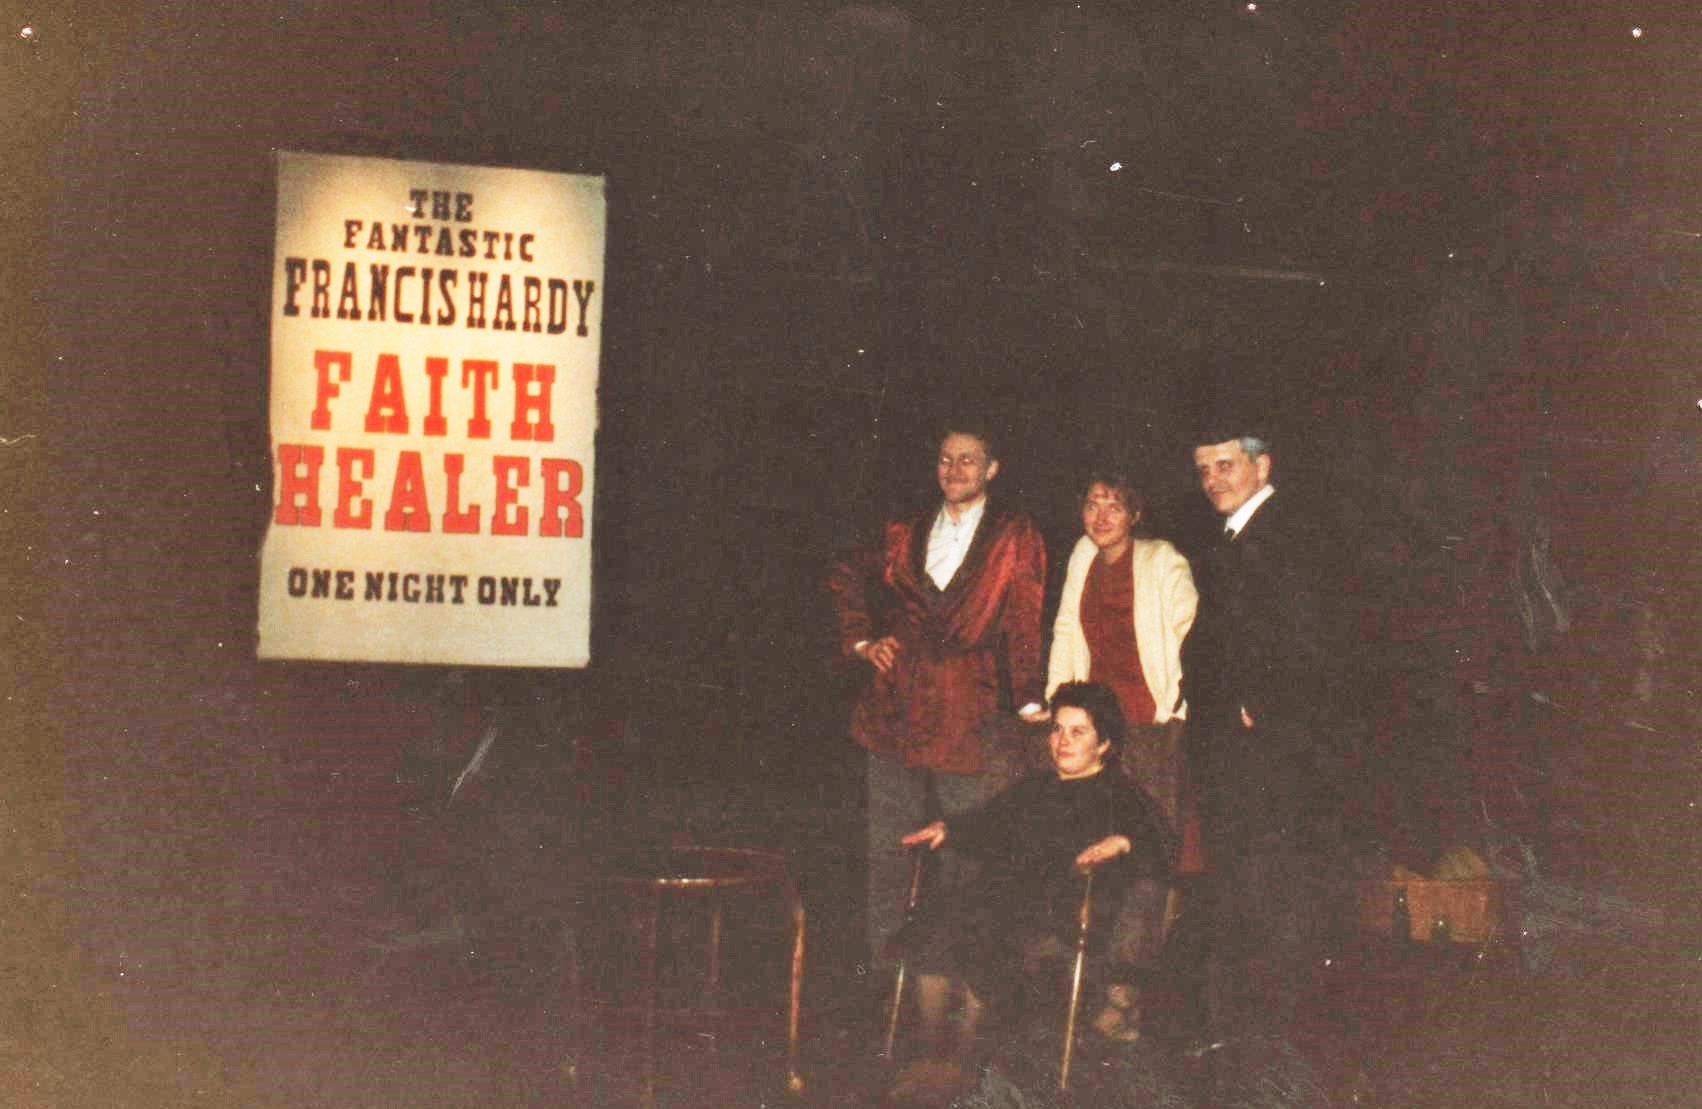 THE
FANTASTIC
FRANCIS HARDY
FAITH
HEALER
ONE NIGHT ONLY